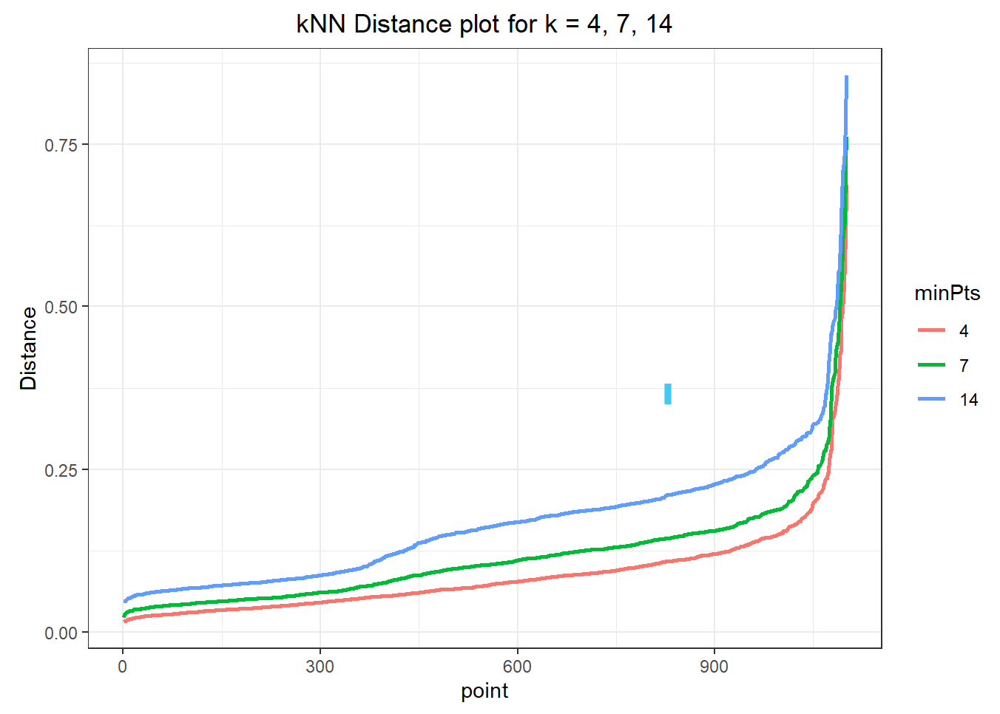 kNN Distance plot for k = 4, 7, 14
Distance
0.75
0.50
0.25
0.00
0
300
600
900
point
minPts
4
7
14